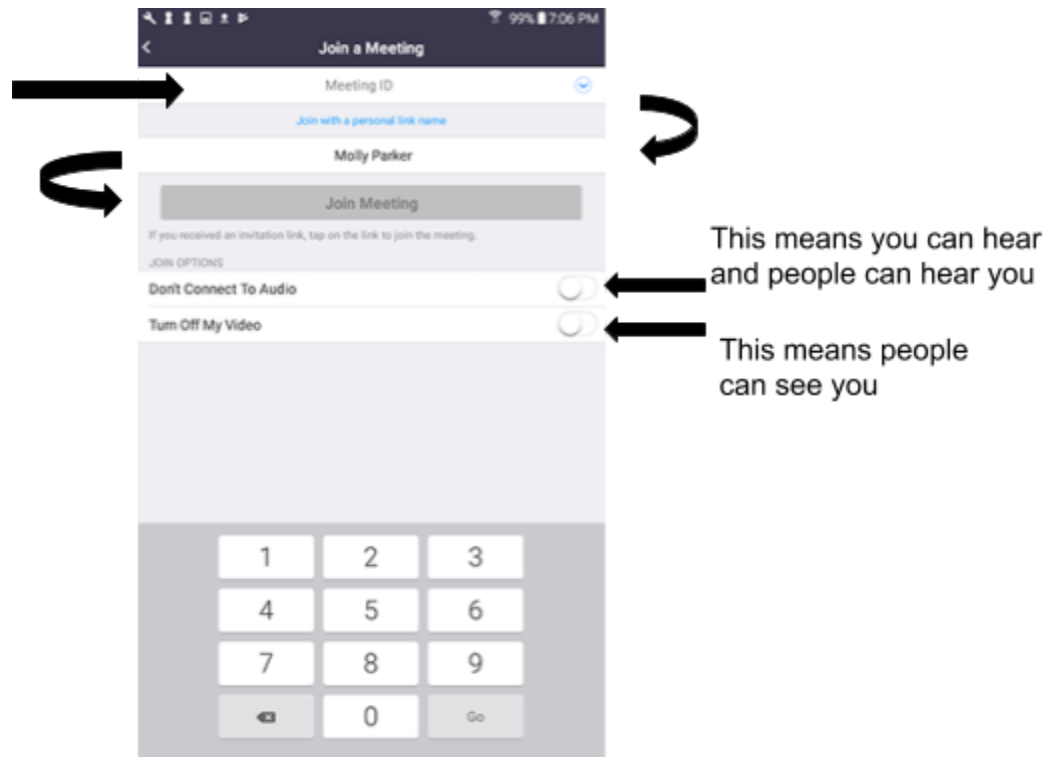 99% 7:06 PM
Join a Meeting
Meeting ID
Join with a personal link name
Molly Parker
Join Meeting
If you received an invitation link, tap on the link to join the meeting.
JOIN OPTIONS
Don't Connect To Audio
Turn Off My Video
This means you can hear
and people can hear you
This means people
can see you
1 2 3
4 5 6
7 8 9
0 Go